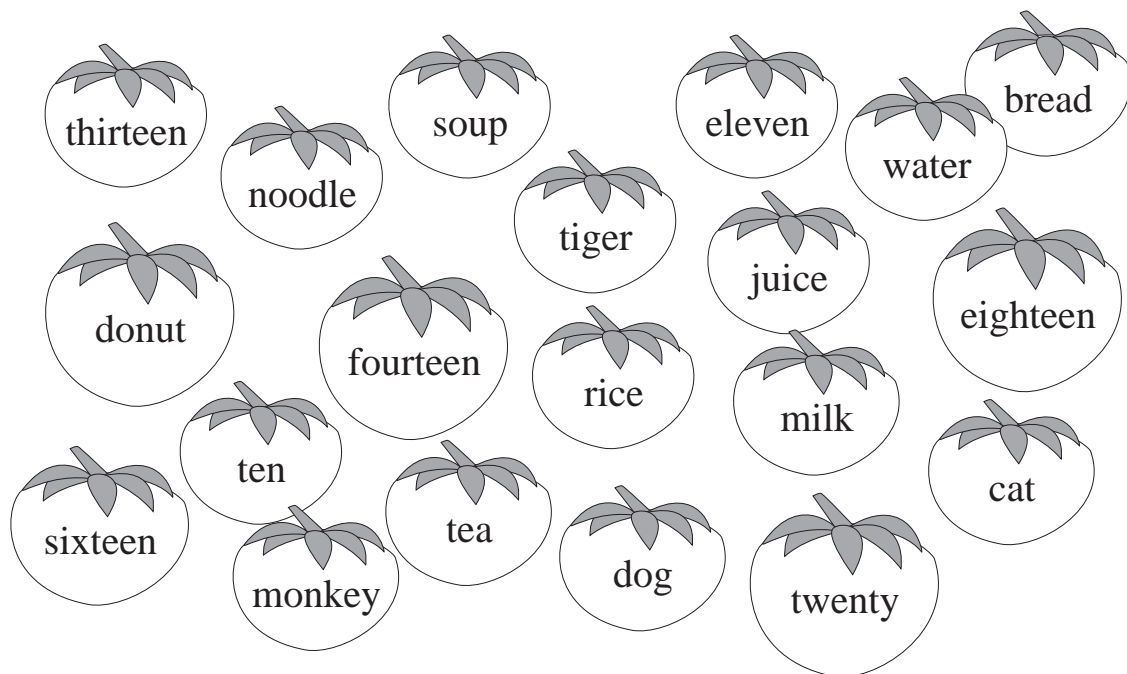 thirteen
noodle
soup
eleven
water
bread
tiger
juice
donut
fourteen
rice
milk
eighteen
ten
tea
cat
sixteen
monkey
dog
twenty